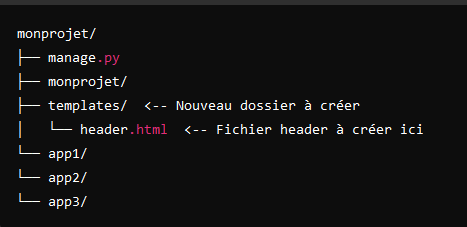 monprojet/
├── manage.py
├── monprojet/
├── templates/  <-- Nouveau dossier à créer
│   └── header.html  <-- Fichier header à créer ici
└── app1/
└── app2/
└── app3/